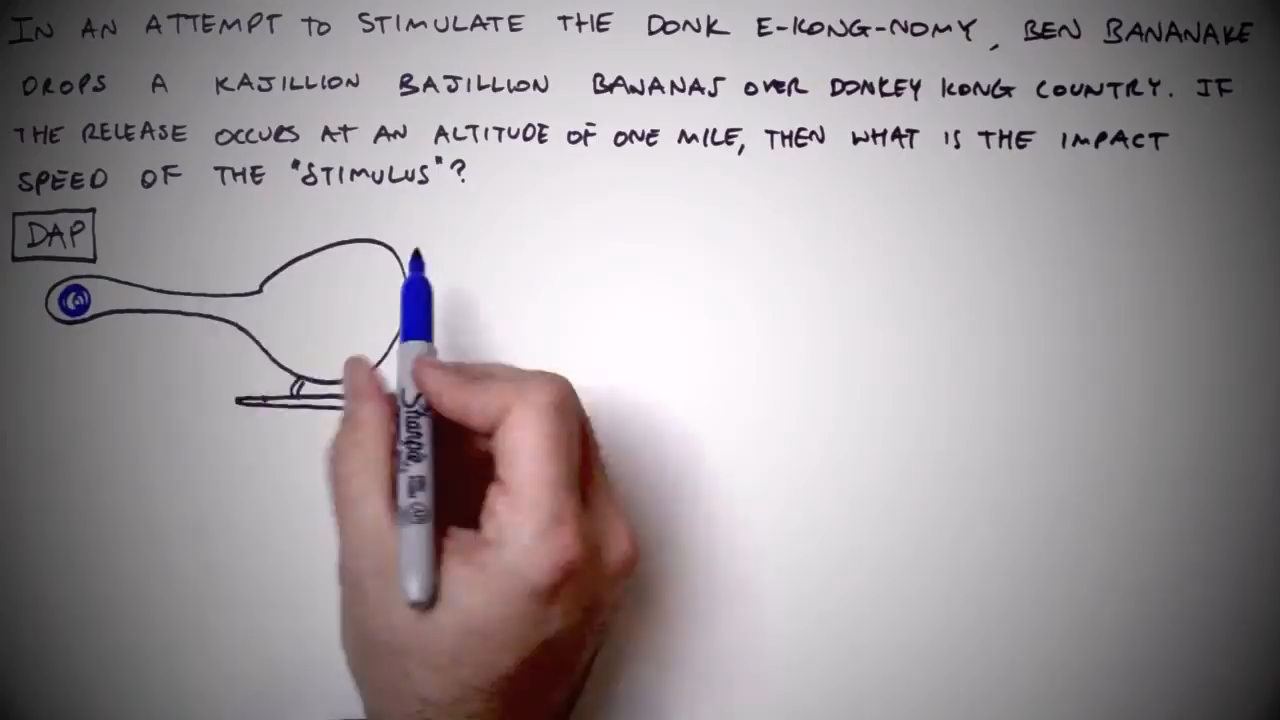 IN AN ATTEMPT TO STIMULATE THE DONK E-KONG-NOMY, BEN BANANAKE
DROPS A KAJILLION BAJILLION BANANAS OVER DONKEY KONG COUNTRY. IF
THE RELEASE OCCURS AT AN ALTITUDE OF ONE MILE, THEN WHAT IS THE IMPACT
SPEED OF THE "STIMULUS"?
DAP
Sharpie